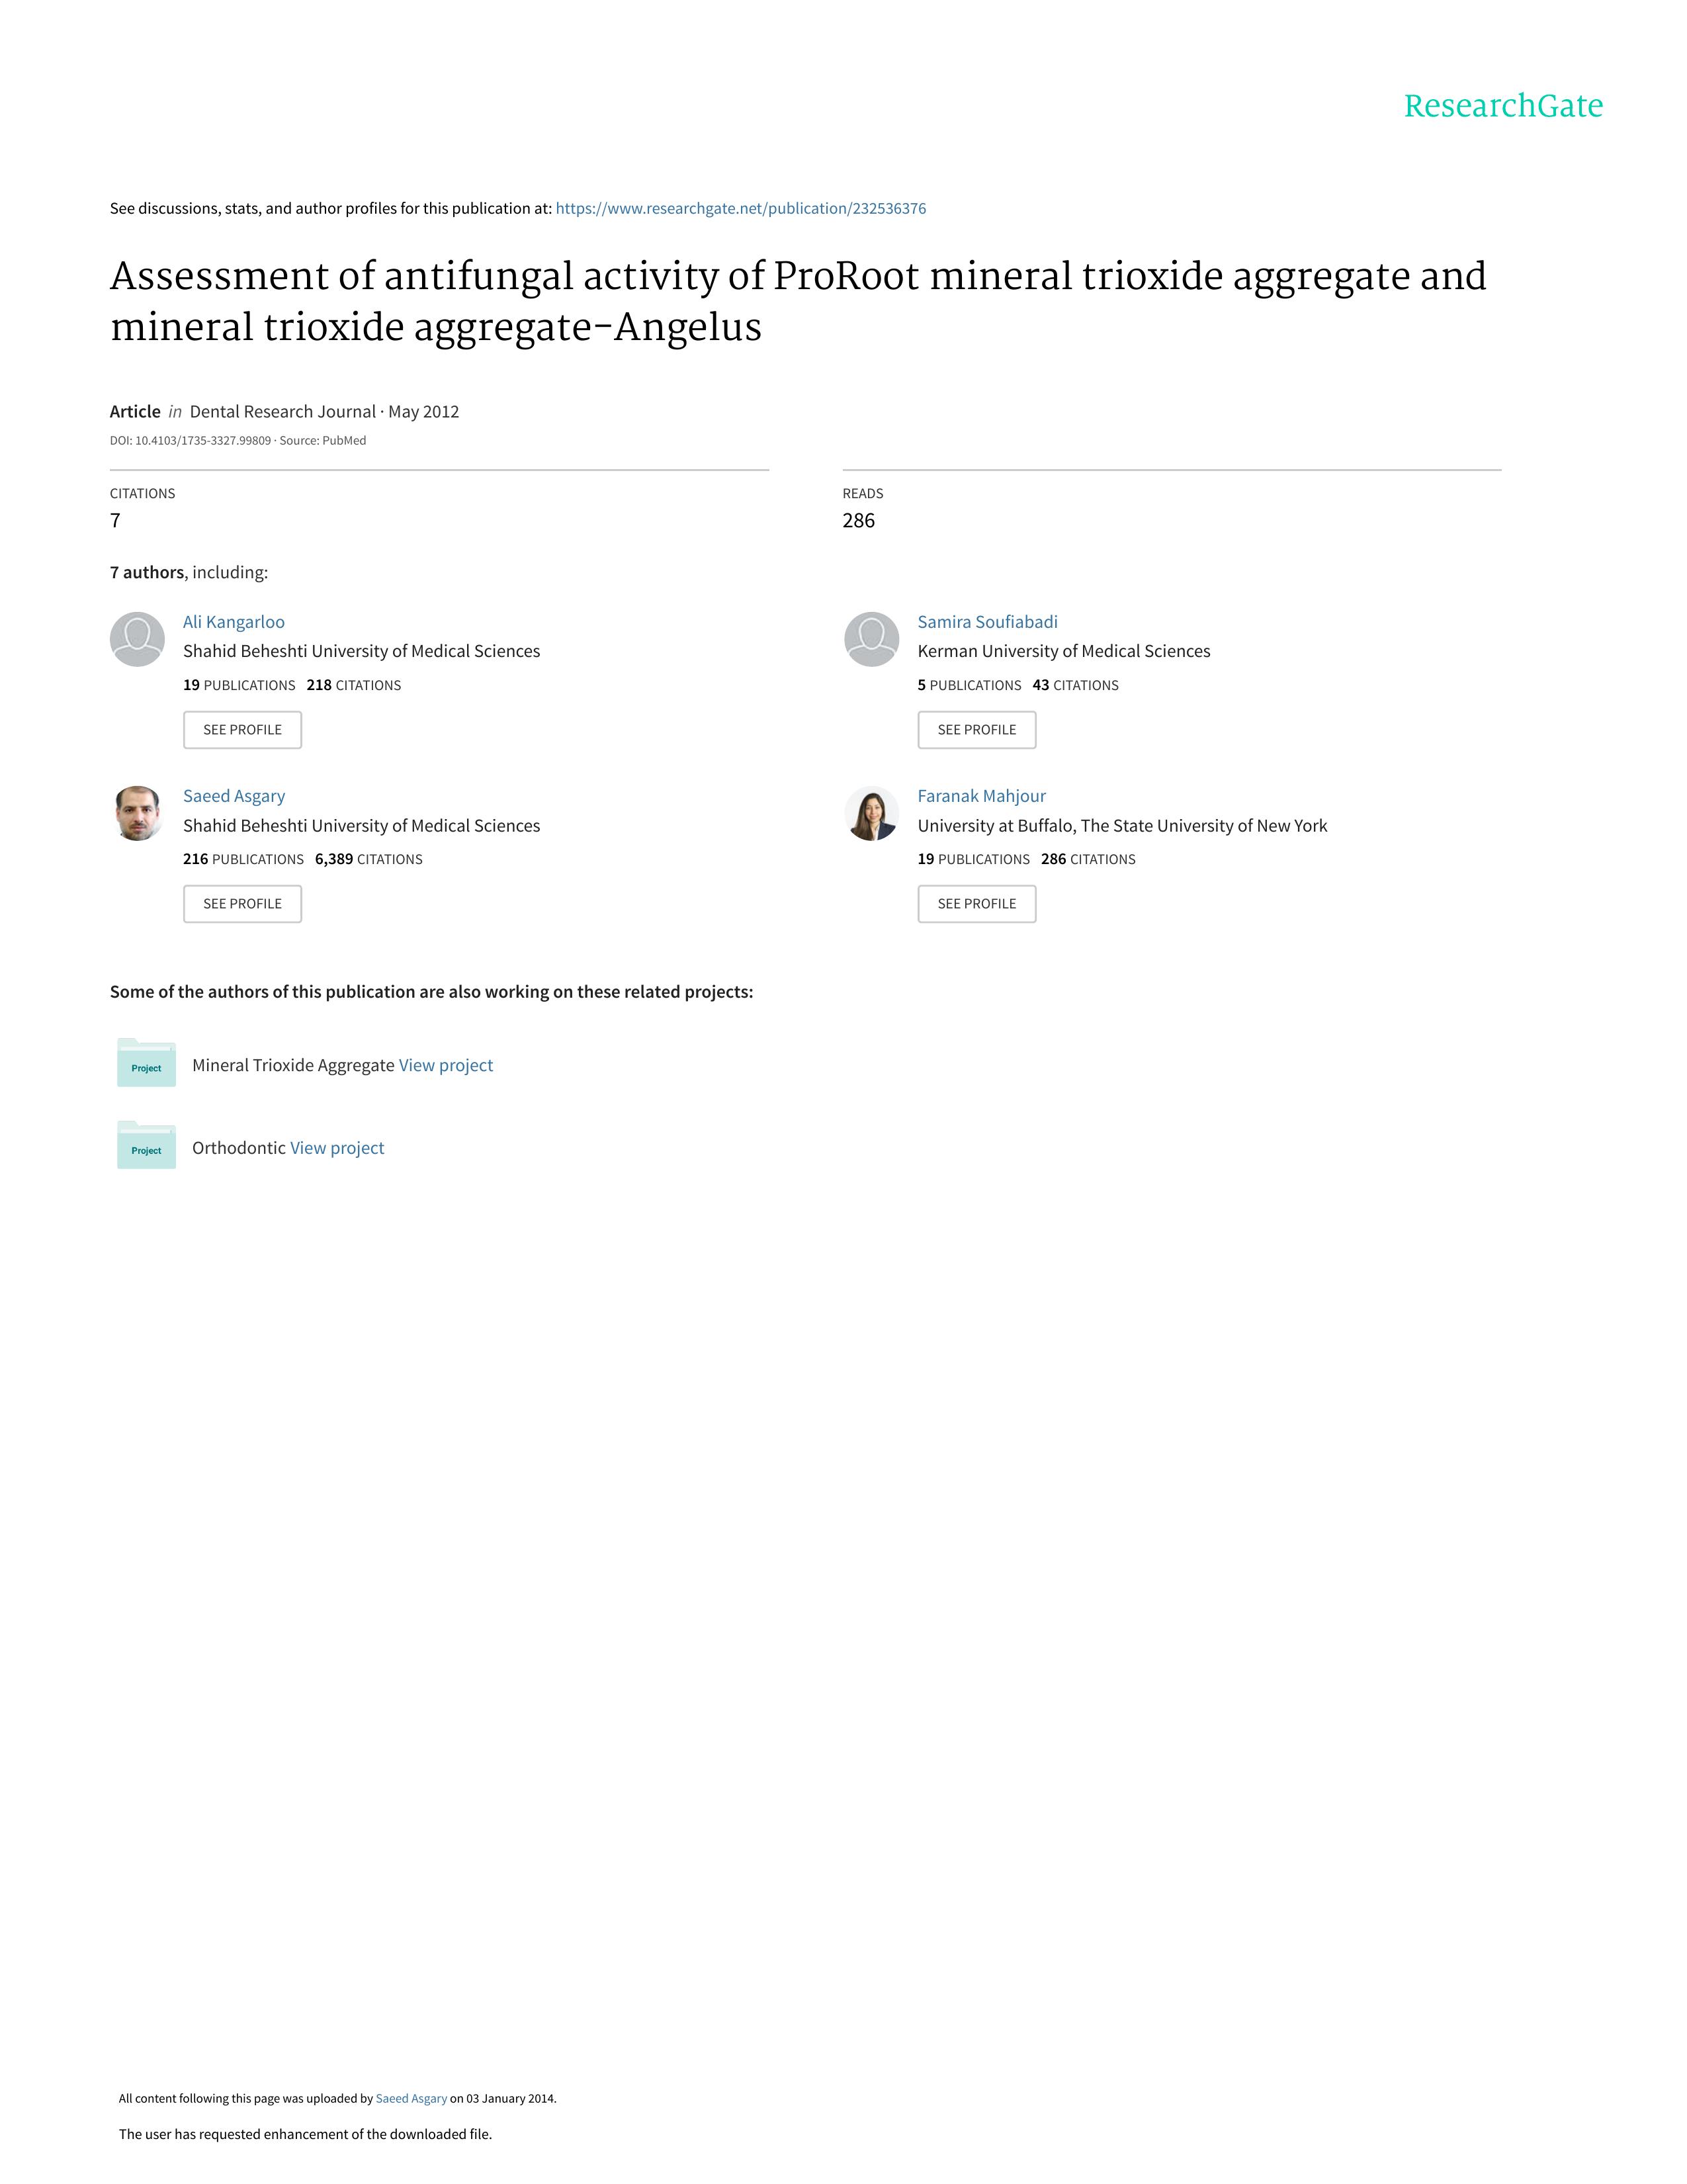 ResearchGate
See discussions, stats, and author profiles for this publication at: https://www.researchgate.net/publication/232536376
Assessment of antifungal activity of ProRoot mineral trioxide aggregate and
mineral trioxide aggregate-Angelus
Article in Dental Research Journal · May 2012
DOI: 10.4103/1735-3327.99809 · Source: PubMed
CITATIONS
7
READS
286
7 authors, including:
Ali Kangarloo
Shahid Beheshti University of Medical Sciences
19 PUBLICATIONS 218 CITATIONS
SEE PROFILE
Samira Soufiabadi
Kerman University of Medical Sciences
5 PUBLICATIONS 43 CITATIONS
SEE PROFILE
Saeed Asgary
Shahid Beheshti University of Medical Sciences
216 PUBLICATIONS 6,389 CITATIONS
SEE PROFILE
Faranak Mahjour
University at Buffalo, The State University of New York
19 PUBLICATIONS 286 CITATIONS
SEE PROFILE
Some of the authors of this publication are also working on these related projects:
Project
Mineral Trioxide Aggregate View project
Project
Orthodontic View project
All content following this page was uploaded by Saeed Asgary on 03 January 2014.
The user has requested enhancement of the downloaded file.